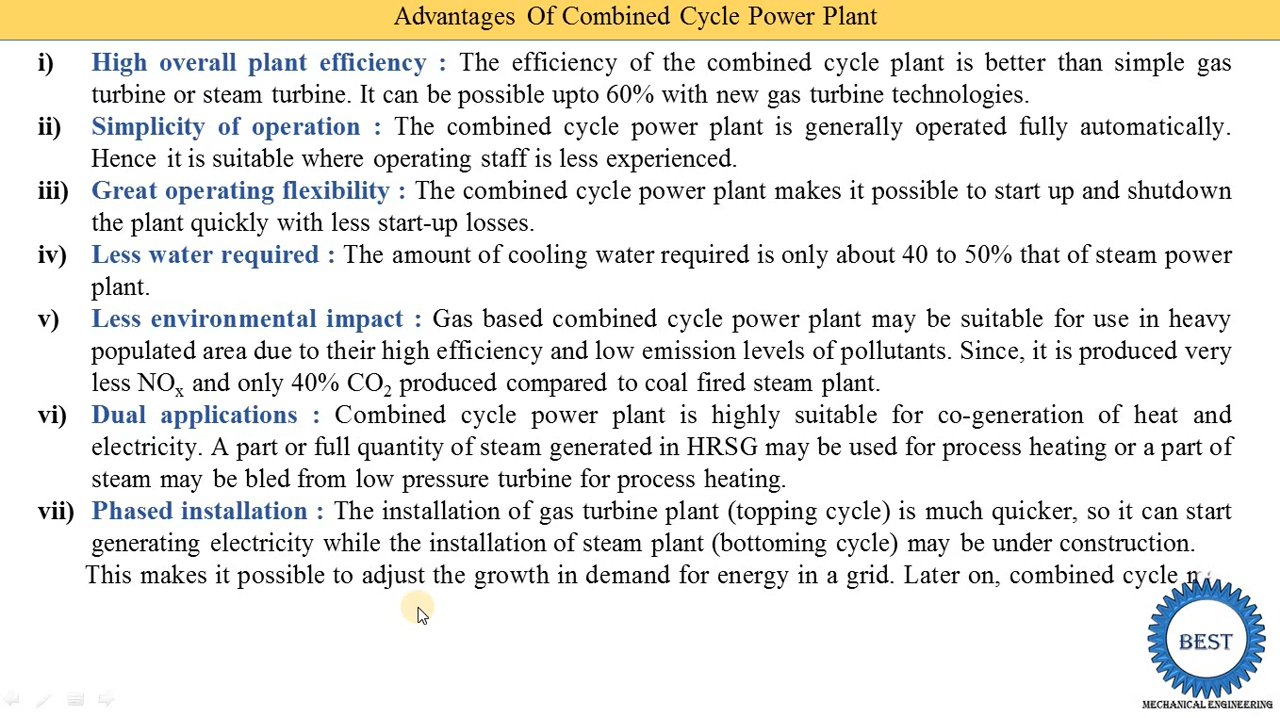 Advantages Of Combined Cycle Power Plant
i) High overall plant efficiency : The efficiency of the combined cycle plant is better than simple gas
turbine or steam turbine. It can be possible upto 60% with new gas turbine technologies.
ii) Simplicity of operation : The combined cycle power plant is generally operated fully automatically.
Hence it is suitable where operating staff is less experienced.
iii) Great operating flexibility : The combined cycle power plant makes it possible to start up and shutdown
the plant quickly with less start-up losses.
iv) Less water required : The amount of cooling water required is only about 40 to 50% that of steam power
plant.
v) Less environmental impact : Gas based combined cycle power plant may be suitable for use in heavy
populated area due to their high efficiency and low emission levels of pollutants. Since, it is produced very
less NOx and only 40% CO2 produced compared to coal fired steam plant.
vi) Dual applications : Combined cycle power plant is highly suitable for co-generation of heat and
electricity. A part or full quantity of steam generated in HRSG may be used for process heating or a part of
steam may be bled from low pressure turbine for process heating.
vii) Phased installation : The installation of gas turbine plant (topping cycle) is much quicker, so it can start
generating electricity while the installation of steam plant (bottoming cycle) may be under construction.
This makes it possible to adjust the growth in demand for energy in a grid. Later on, combined cycle
BEST
MECHANICAL ENGINEERING